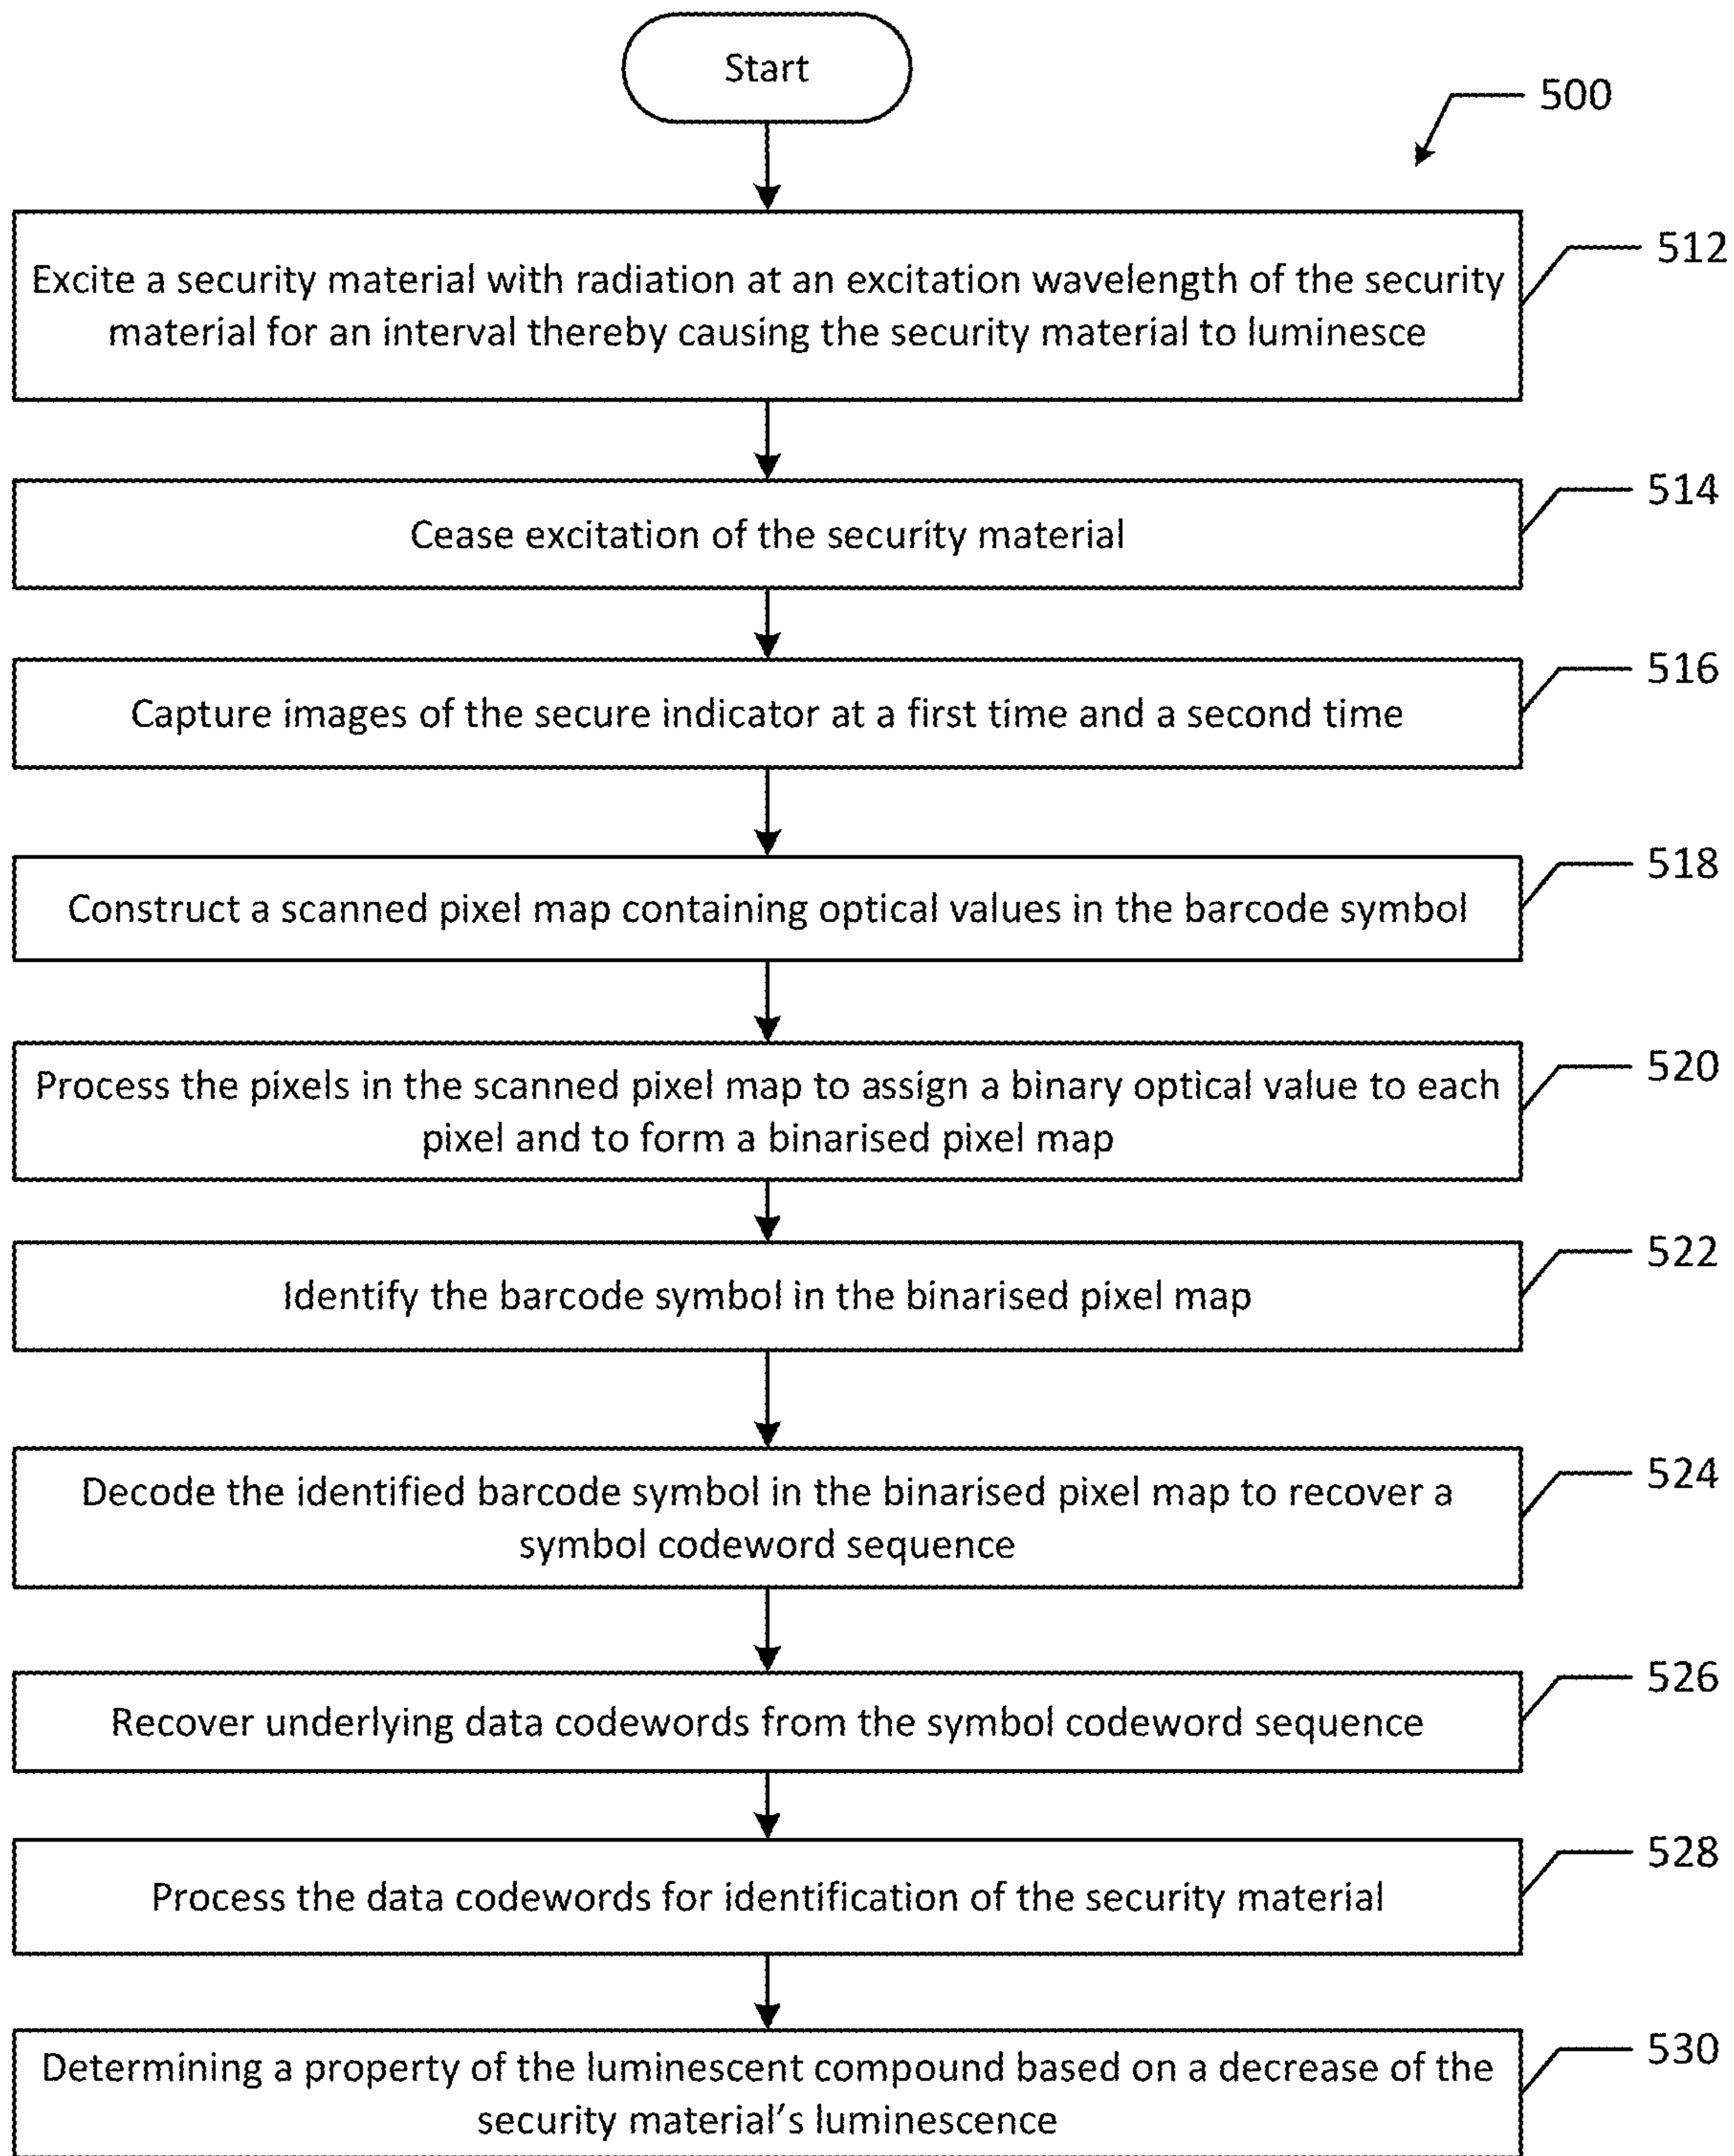 Start
500
Excite a security material with radiation at an excitation wavelength of the security
material for an interval thereby causing the security material to luminesce
512
Cease excitation of the security material
514
Capture images of the secure indicator at a first time and a second time
516
Construct a scanned pixel map containing optical values in the barcode symbol
518
Process the pixels in the scanned pixel map to assign a binary optical value to each
pixel and to form a binarised pixel map
520
Identify the barcode symbol in the binarised pixel map
522
Decode the identified barcode symbol in the binarised pixel map to recover a
symbol codeword sequence
524
Recover underlying data codewords from the symbol codeword sequence
526
Process the data codewords for identification of the security material
528
Determining a property of the luminescent compound based on a decrease of the
security material's luminescence
530